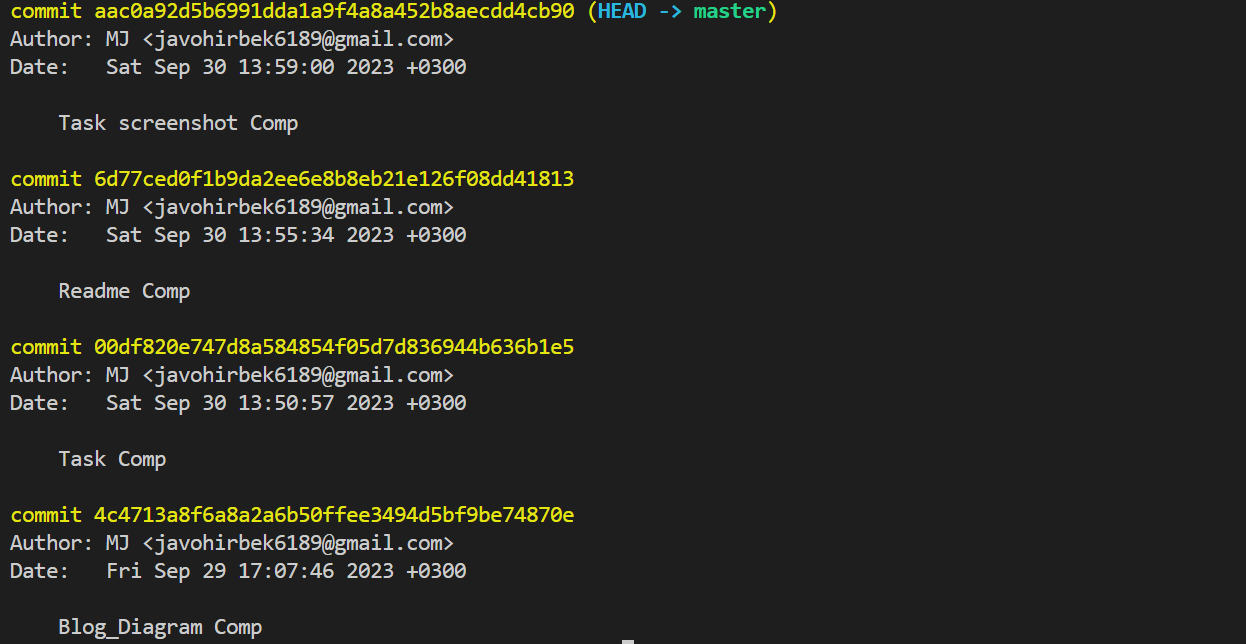 commit aac0a92d5b6991dda1a9f4a8a452b8aecdd4cb90 (HEAD -> master)
Author: MJ <javohirbek6189@gmail.com>
Date:   Sat Sep 30 13:59:00 2023 +0300
Task screenshot Comp
commit 6d77ced0f1b9da2ee6e8b8eb21e126f08dd41813
Author: MJ <javohirbek6189@gmail.com>
Date:   Sat Sep 30 13:55:34 2023 +0300
Readme Comp
commit 00df820e747d8a584854f05d7d836944b636b1e5
Author: MJ <javohirbek6189@gmail.com>
Date:   Sat Sep 30 13:50:57 2023 +0300
Task Comp
commit 4c4713a8f6a8a2a6b50ffee3494d5bf9be74870e
Author: MJ <javohirbek6189@gmail.com>
Date:   Fri Sep 29 17:07:46 2023 +0300
Blog_Diagram Comp